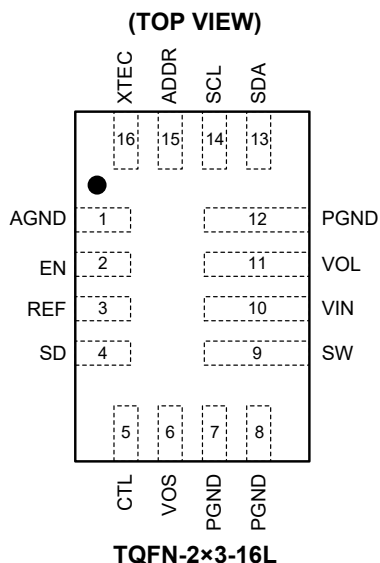 (TOP VIEW)
XTEC ADDR SCL SDA
16 15 14 13
AGND 1 12 PGND
EN 2 11 VOL
REF 3 10 VIN
SD 4 9 SW
5 6 7 8
CTL VOS PGND PGND
TQFN-2×3-16L